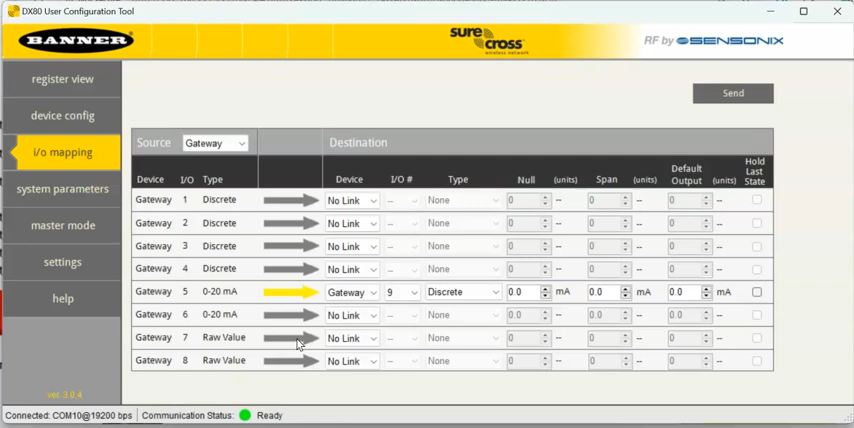 DX80 User Configuration Tool
BANNER
sure cross
wireless network
RF by SENSONIX
register view
device config
i/o mapping
system parameters
master mode
settings
help
ver. 3.0.4
Send
Source Gateway Destination
Device I/O Type Device I/O # Type Null (units) Span (units) Default Output (units) Hold Last State
Gateway 1 Discrete No Link -- None 0 -- 0 -- 0 --
Gateway 2 Discrete No Link -- None 0 -- 0 -- 0 --
Gateway 3 Discrete No Link -- None 0 -- 0 -- 0 --
Gateway 4 Discrete No Link -- None 0 -- 0 -- 0 --
Gateway 5 0-20 mA Gateway 9 Discrete 0.0 mA 0.0 mA 0.0 mA
Gateway 6 0-20 mA No Link -- None 0.0 -- 0.0 -- 0.0 --
Gateway 7 Raw Value No Link -- None 0 -- 0 -- 0 --
Gateway 8 Raw Value No Link -- None 0 -- 0 -- 0 --
Connected: COM10@19200 bps Communication Status: Ready